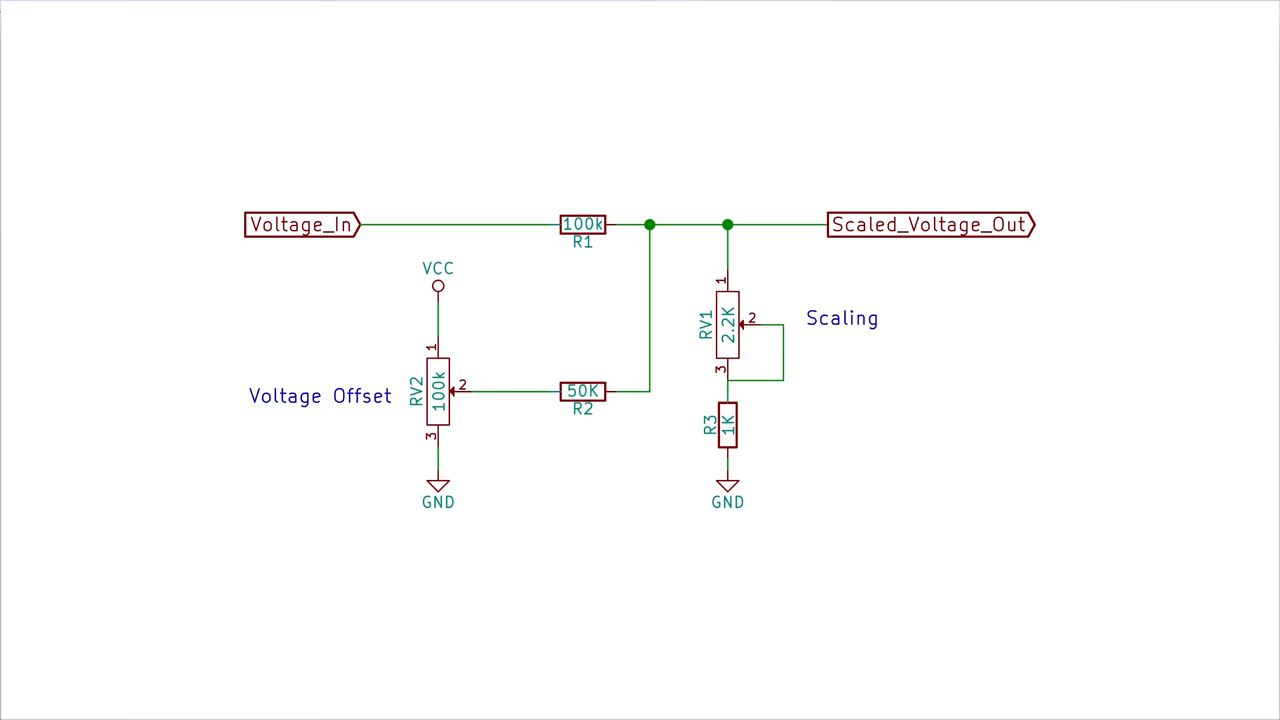 Voltage_In
100k
R1
Scaled_Voltage_Out
VCC
1
RV2
100k
2
3
GND
Voltage Offset
50K
R2
1
RV1
2.2K
2
3
Scaling
R3
1K
GND